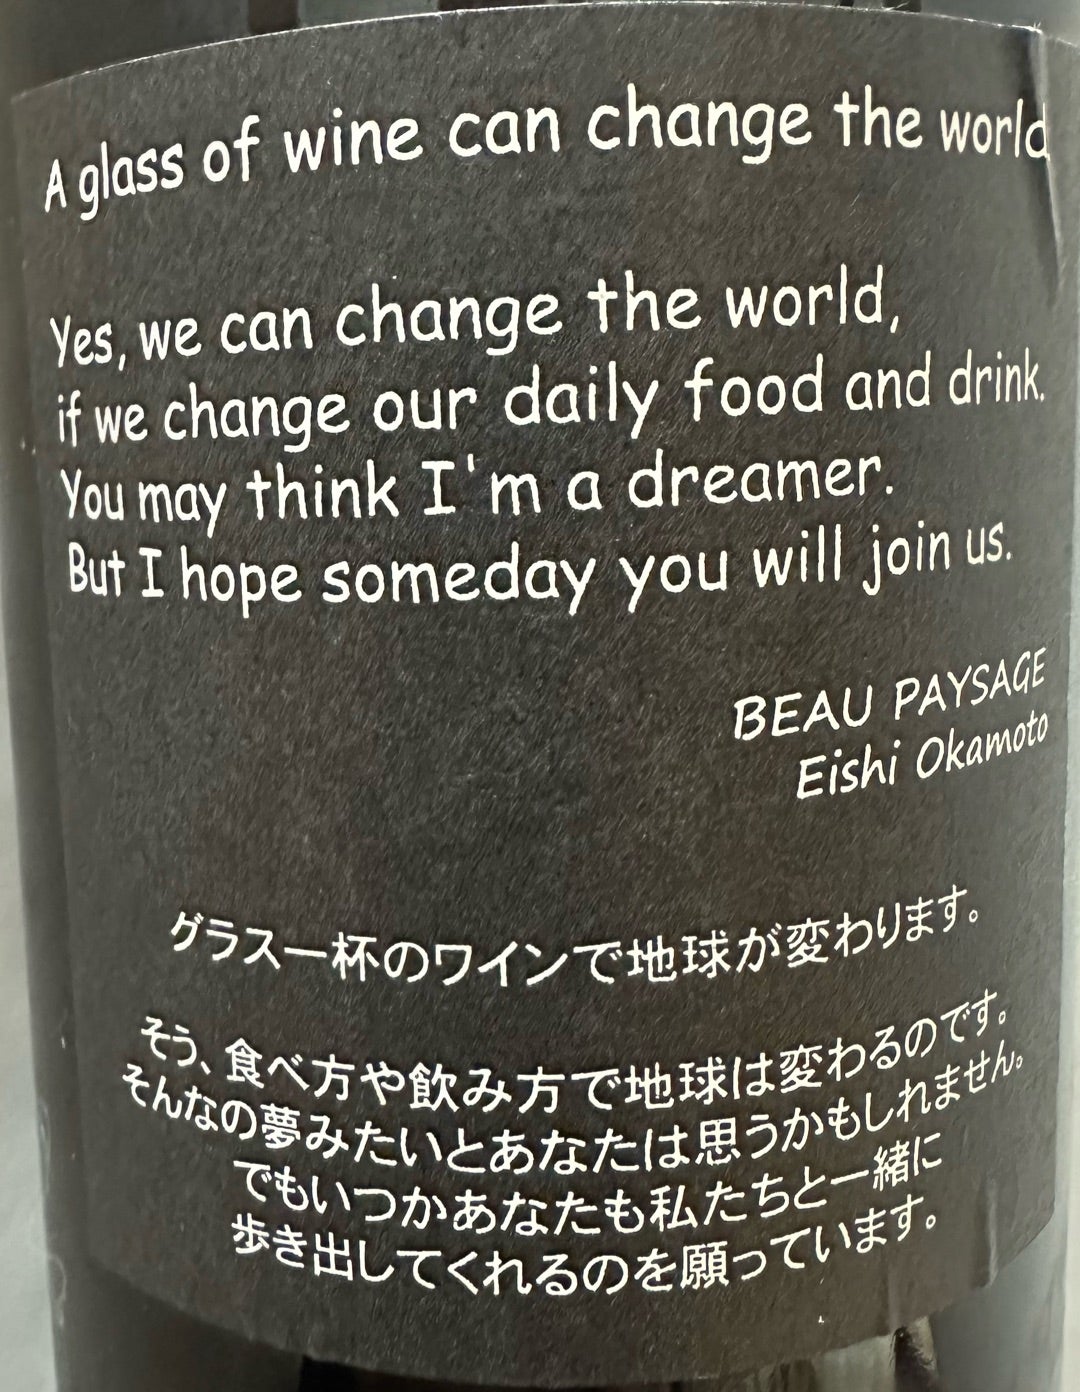 A glass of wine can change the world
Yes, we can change the world,
if we change our daily food and drink.
You may think I'm a dreamer.
But I hope someday you will join us.
BEAU PAYSAGE
Eishi Okamoto
グラス一杯のワインで地球が変わります。
そう、食べ方や飲み方で地球は変わるのです。
そんなの夢みたいとあなたは思うかもしれません。
でもいつかあなたも私たちと一緒に
歩き出してくれるのを願っています。